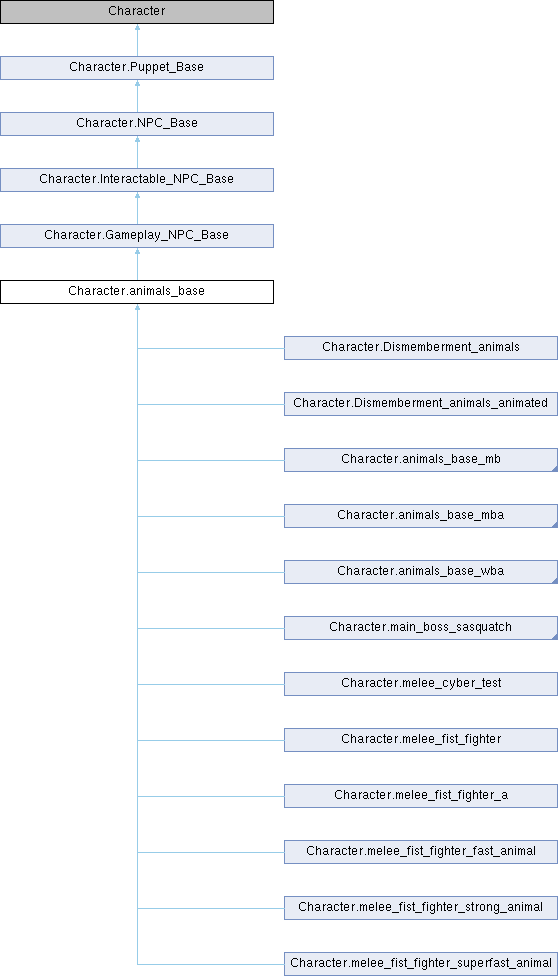 Character
Character.Puppet_Base
Character.NPC_Base
Character.Interactable_NPC_Base
Character.Gameplay_NPC_Base
Character.animals_base
Character.Dismemberment_animals
Character.Dismemberment_animals_animated
Character.animals_base_mb
Character.animals_base_mba
Character.animals_base_wba
Character.main_boss_sasquatch
Character.melee_cyber_test
Character.melee_fist_fighter
Character.melee_fist_fighter_a
Character.melee_fist_fighter_fast_animal
Character.melee_fist_fighter_strong_animal
Character.melee_fist_fighter_superfast_animal